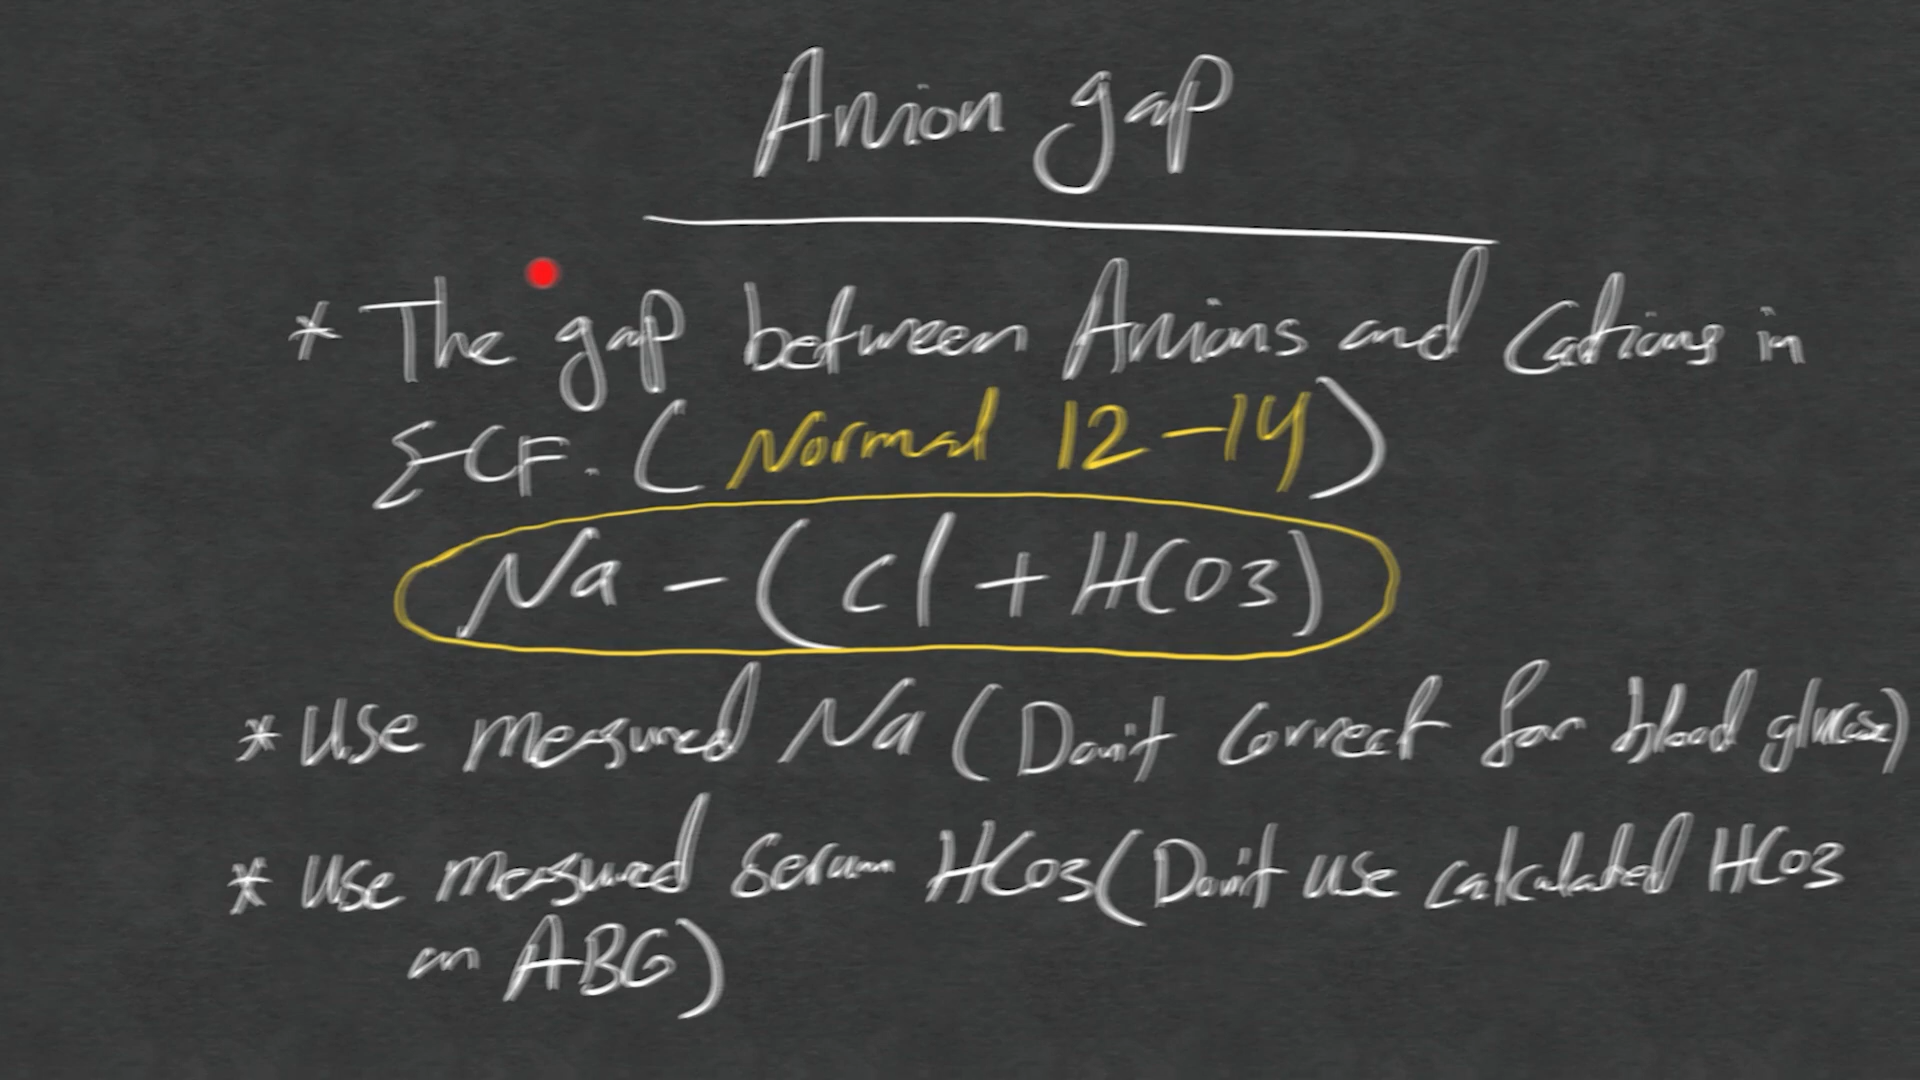 Anion gap
* The gap between Anions and Cations in
ECF. (Normal 12-14)
Na - (Cl + HCO3)
* Use measured Na (Don't correct for blood glucose)
* Use measured serum HCO3 (Don't use calculated HCO3
on ABG)